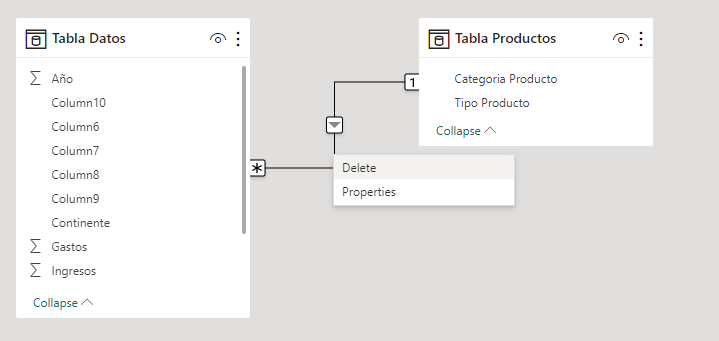 Tabla Datos
Año
Column10
Column6
Column7
Column8
Column9
Continente
Gastos
Ingresos
Collapse
*
1
Tabla Productos
Categoria Producto
Tipo Producto
Collapse
Delete
Properties